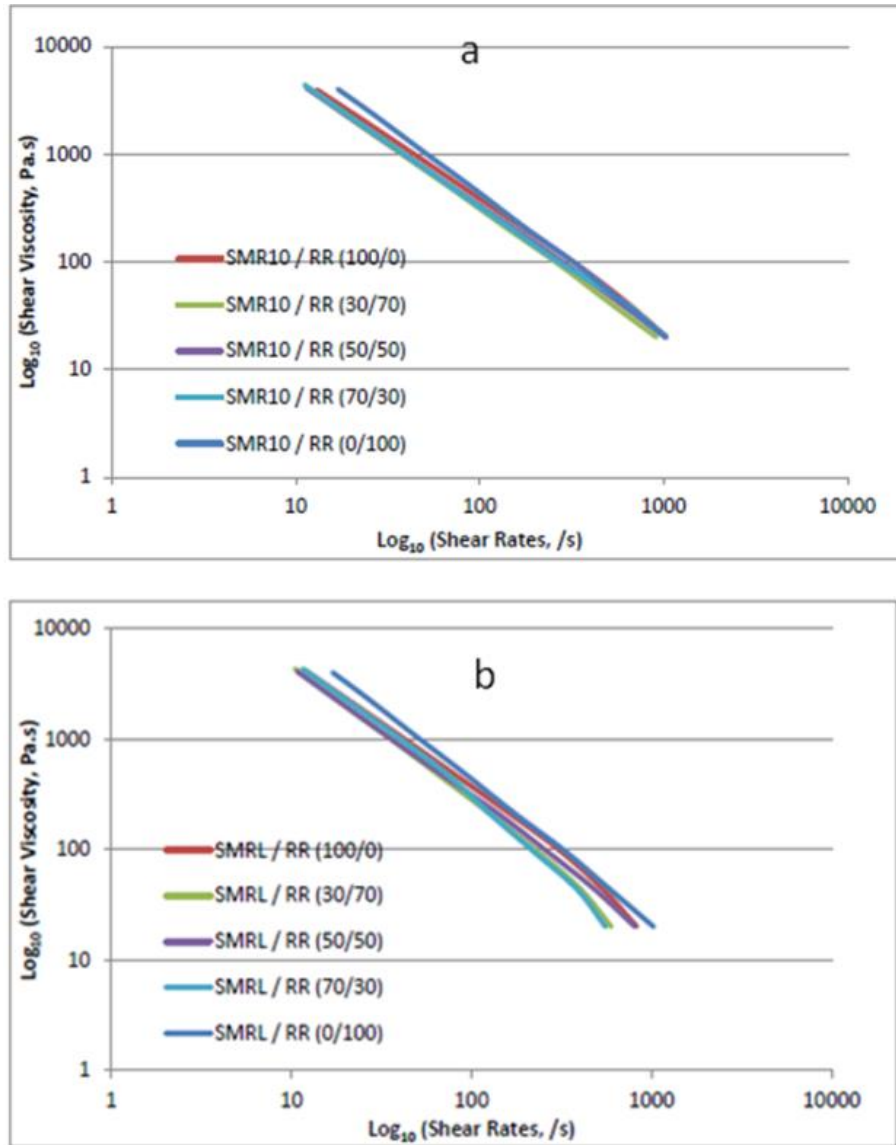 a
10000
1000
100
10
1
Log₁₀ (Shear Viscosity, Pa.s)
SMR10 / RR (100/0)
SMR10 / RR (30/70)
SMR10 / RR (50/50)
SMR10 / RR (70/30)
SMR10 / RR (0/100)
1 10 100 1000 10000
Log₁₀ (Shear Rates, /s)
b
10000
1000
100
10
1
Log₁₀ (Shear Viscosity, Pa.s)
SMRL / RR (100/0)
SMRL / RR (30/70)
SMRL / RR (50/50)
SMRL / RR (70/30)
SMRL / RR (0/100)
1 10 100 1000 10000
Log₁₀ (Shear Rates, /s)